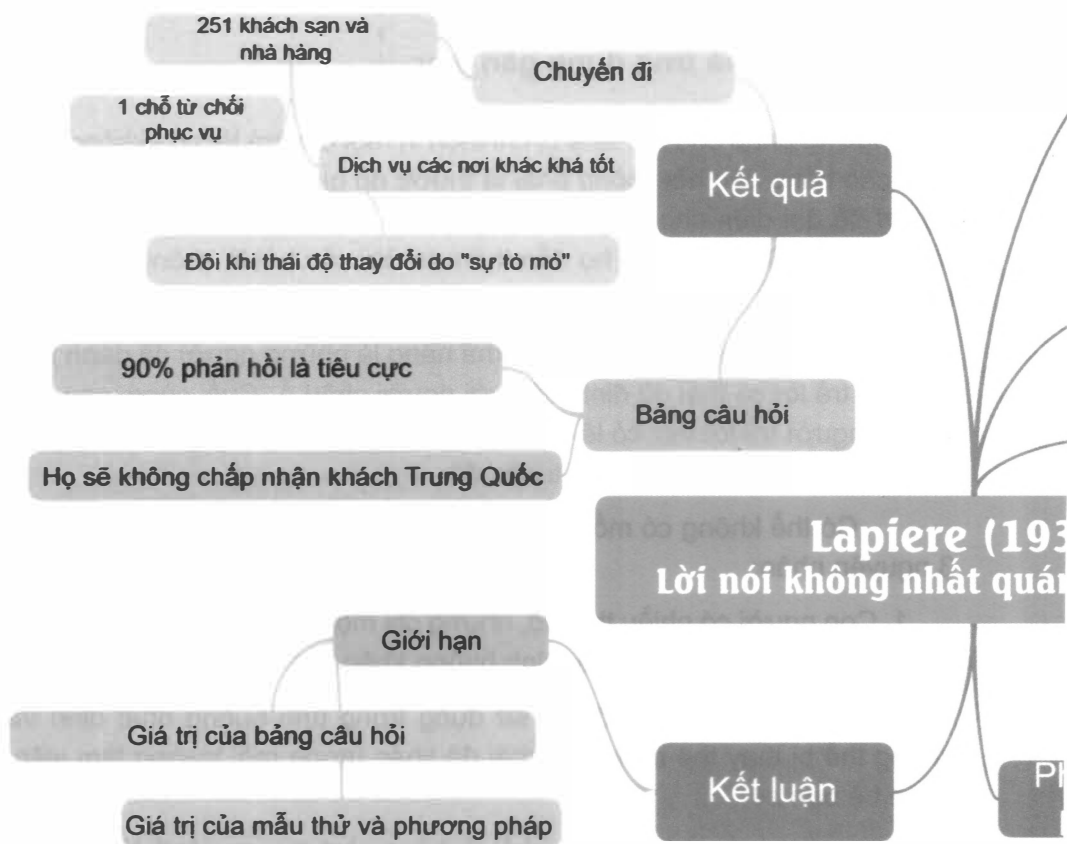 251 khách sạn và
nhà hàng
Chuyến đi
1 chỗ từ chối
phục vụ
Dịch vụ các nơi khác khá tốt
Kết quả
Đôi khi thái độ thay đổi do "sự tò mò"
90% phản hồi là tiêu cực
Bảng câu hỏi
Họ sẽ không chấp nhận khách Trung Quốc
Lapiere (193
Lời nói không nhất quán
Giới hạn
Giá trị của bảng câu hỏi
Kết luận
Giá trị của mẫu thử và phương pháp